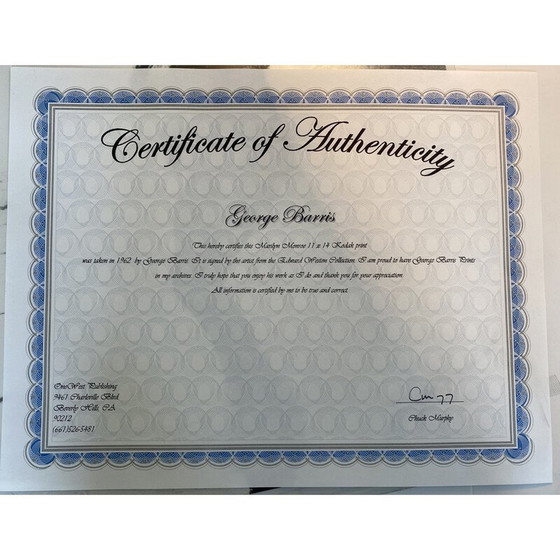 Certificate of Authenticity
George Barris
This hereby certifies this Marilyn Monroe 11 x 14 Kodak print
was taken in 1962 by George Barris. It is signed by the artist from the Edward Weston Collection. I am proud to have George Barris Prints
in my archives. I truly hope that you enjoy his work as I do and thank you for your appreciation.
All information is certified by me to be true and correct.
OneWest Publishing
9461 Charleville Blvd.
Beverly Hills, CA.
90212
(661)526-5481
Chuck Murphy